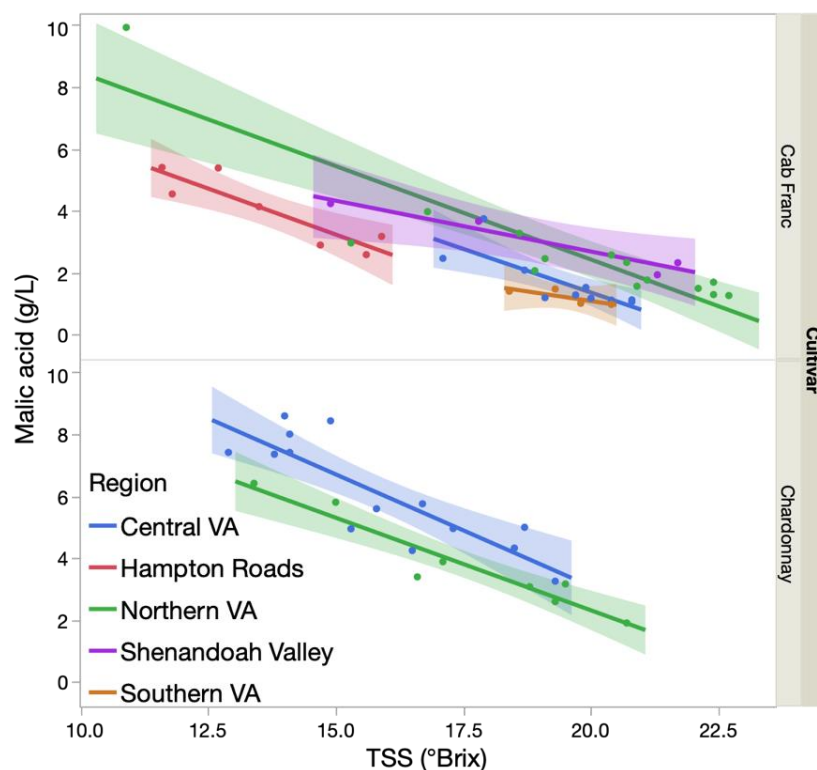 10
8
6
4
2
0
Cab Franc
10
8
6
4
2
0
Chardonnay
Cultivar
Malic acid (g/L)
Region
Central VA
Hampton Roads
Northern VA
Shenandoah Valley
Southern VA
10.0 12.5 15.0 17.5 20.0 22.5
TSS (°Brix)